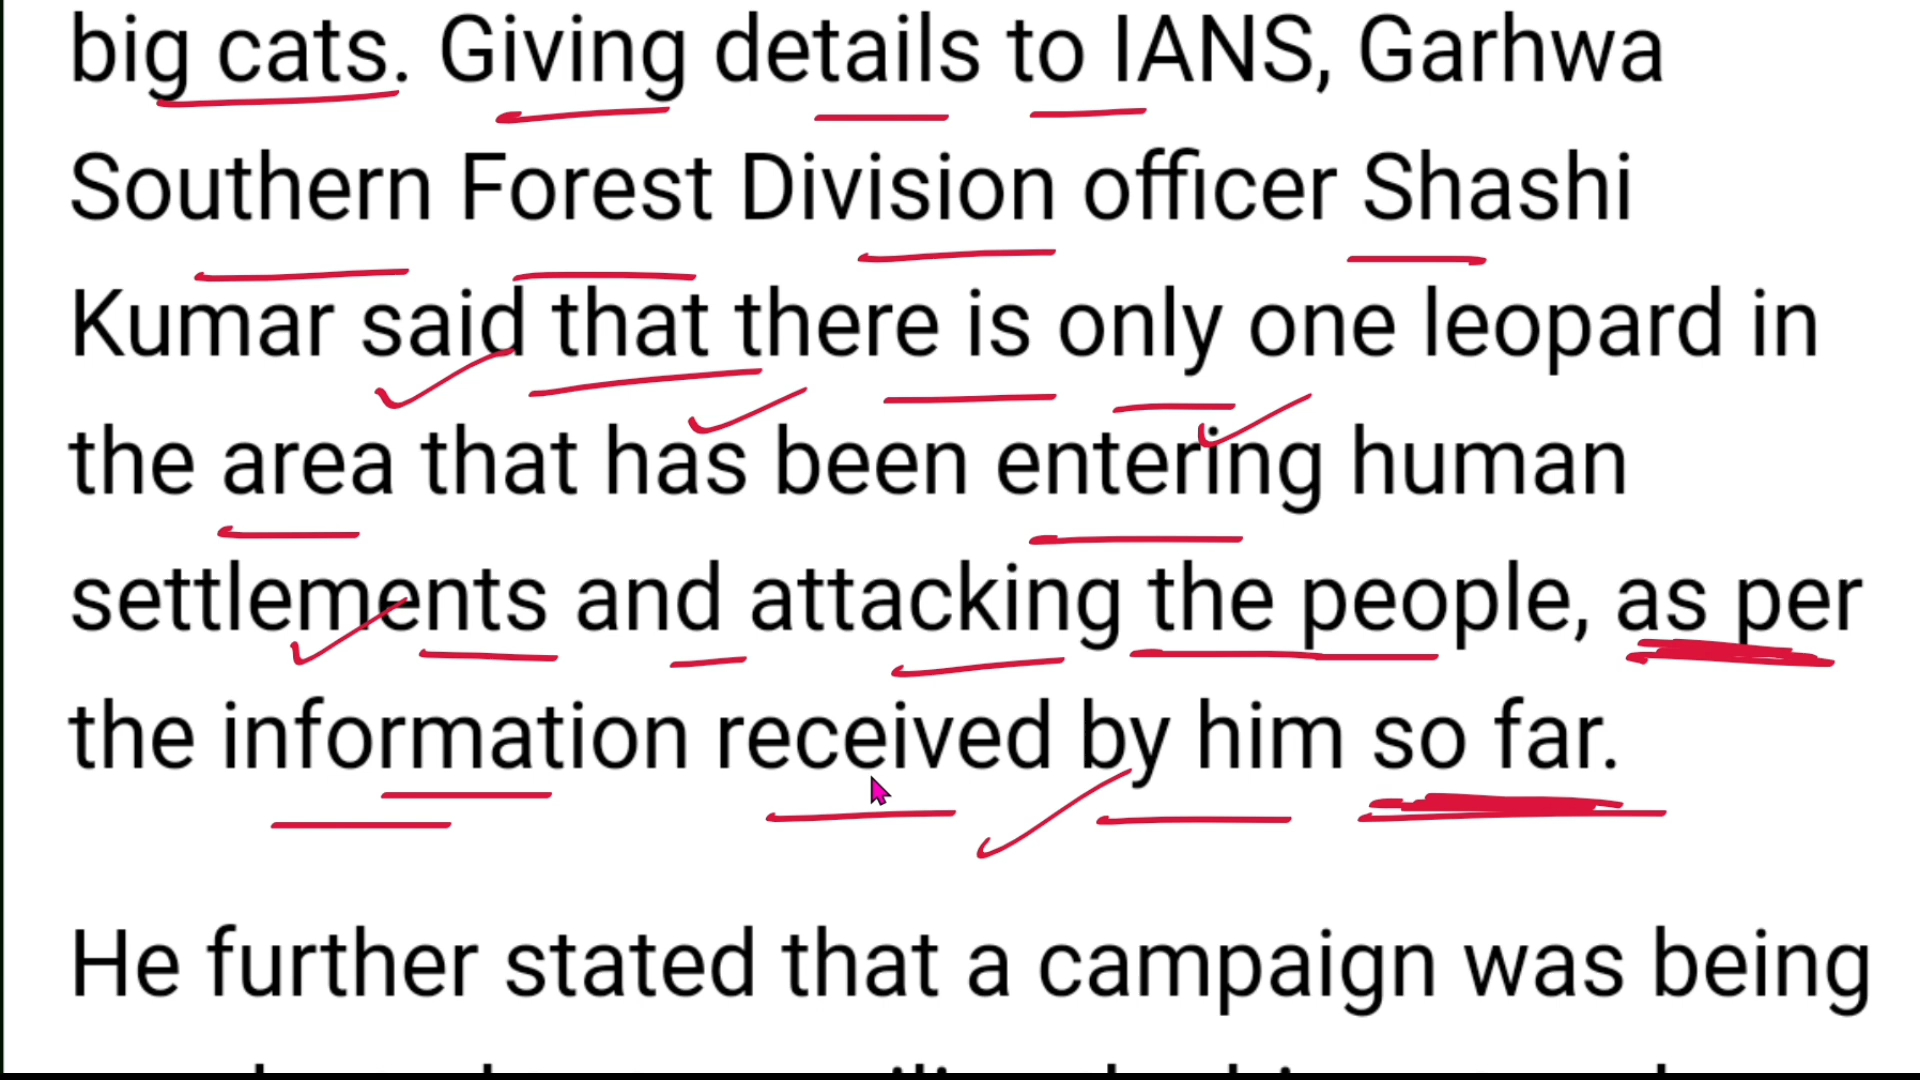 big cats. Giving details to IANS, Garhwa
Southern Forest Division officer Shashi
Kumar said that there is only one leopard in
the area that has been entering human
settlements and attacking the people, as per
the information received by him so far.
He further stated that a campaign was being